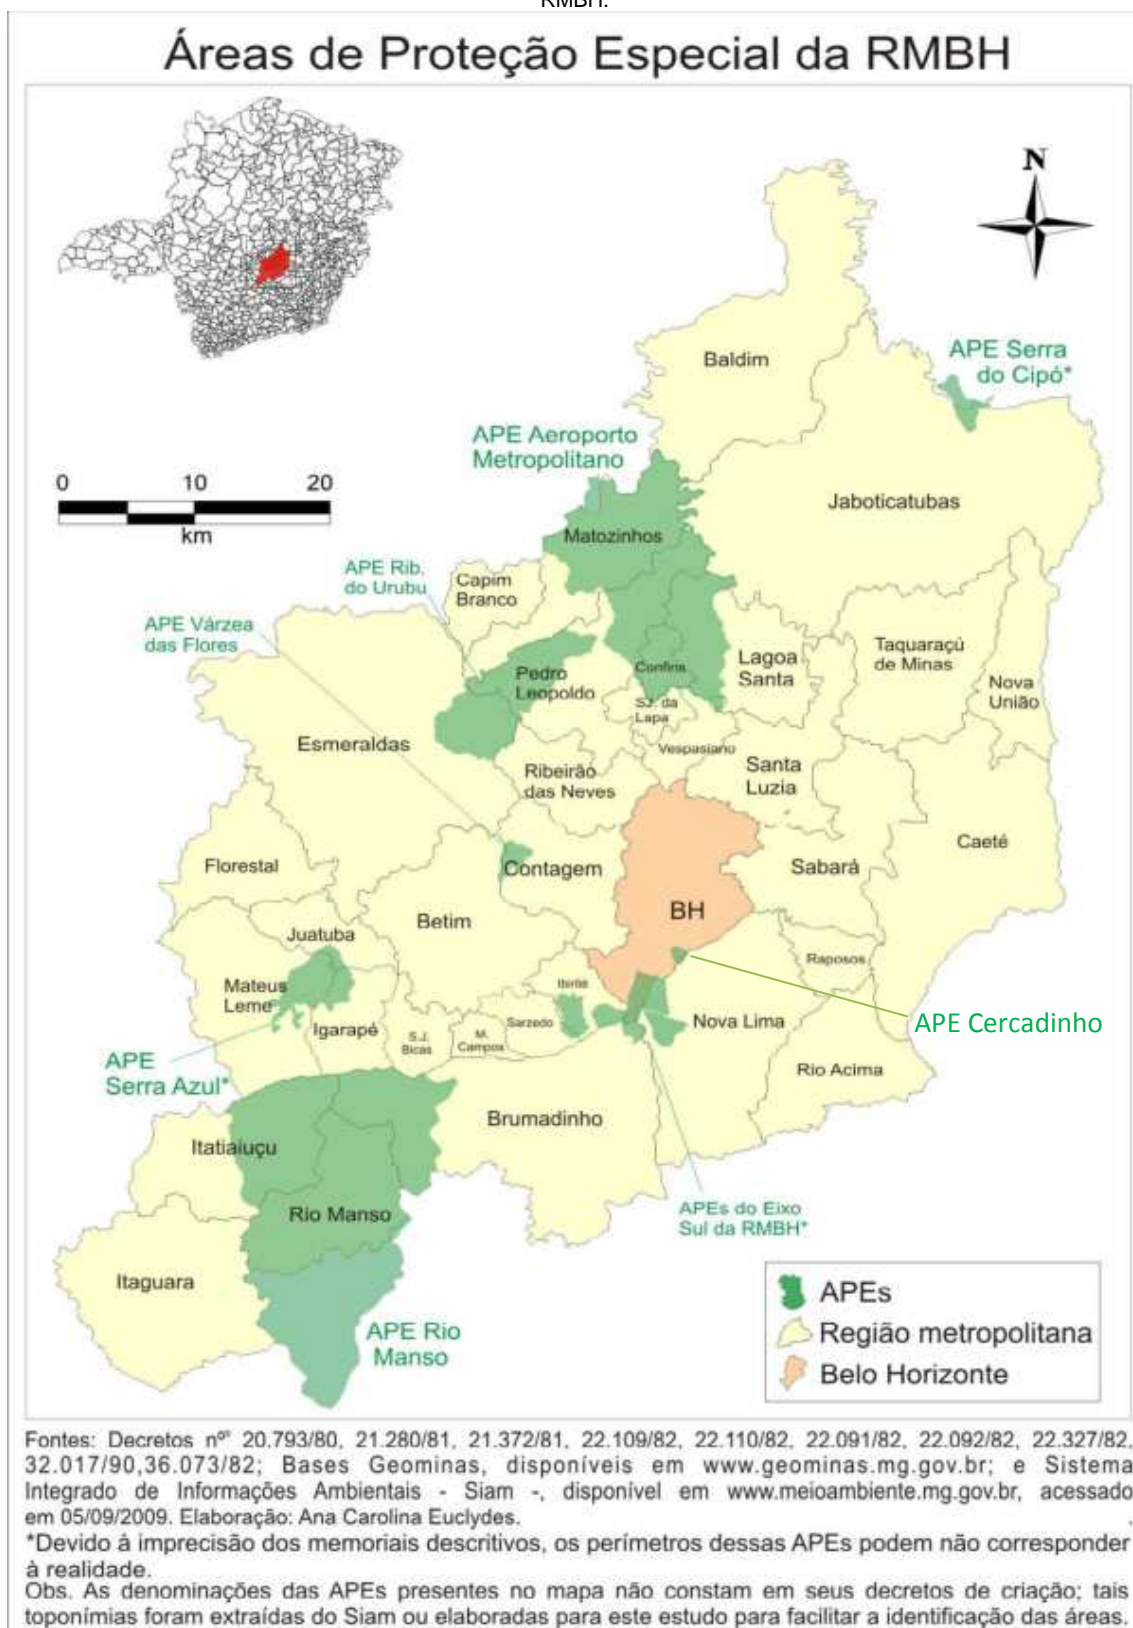 RMBH.
Áreas de Proteção Especial da RMBH
N
Baldim
APE Serra
do Cipó*
APE Aeroporto
Metropolitano
0 10 20
km
Jaboticatubas
Matozinhos
APE Rib.
do Urubu
Capim
Branco
APE Várzea
das Flores
Taquaraçú
de Minas
Lagoa
Santa
Confins
Pedro
Leopoldo
Nova
União
S.J. da
Lapa
Esmeraldas
Vespasiano
Ribeirão
das Neves
Santa
Luzia
Caeté
Florestal
Contagem
Sabará
BH
Betim
Juatuba
Raposos
Mateus
Leme
Ibirité
Igarapé
S.J.
Bicas
M.
Campos
Sarzedo
Nova Lima
APE Cercadinho
APE
Serra Azul*
Rio Acima
Brumadinho
Itatiaiuçu
Rio Manso
APEs do Eixo
Sul da RMBH*
Itaguara
APE Rio
Manso
APEs
Região metropolitana
Belo Horizonte
Fontes: Decretos nºˢ 20.793/80, 21.280/81, 21.372/81, 22.109/82, 22.110/82, 22.091/82, 22.092/82, 22.327/82,
32.017/90,36.073/82; Bases Geominas, disponíveis em www.geominas.mg.gov.br; e Sistema
Integrado de Informações Ambientais - Siam -, disponível em www.meioambiente.mg.gov.br, acessado
em 05/09/2009. Elaboração: Ana Carolina Euclydes.
*Devido à imprecisão dos memoriais descritivos, os perímetros dessas APEs podem não corresponder
à realidade.
Obs. As denominações das APEs presentes no mapa não constam em seus decretos de criação; tais
toponímias foram extraídas do Siam ou elaboradas para este estudo para facilitar a identificação das áreas.